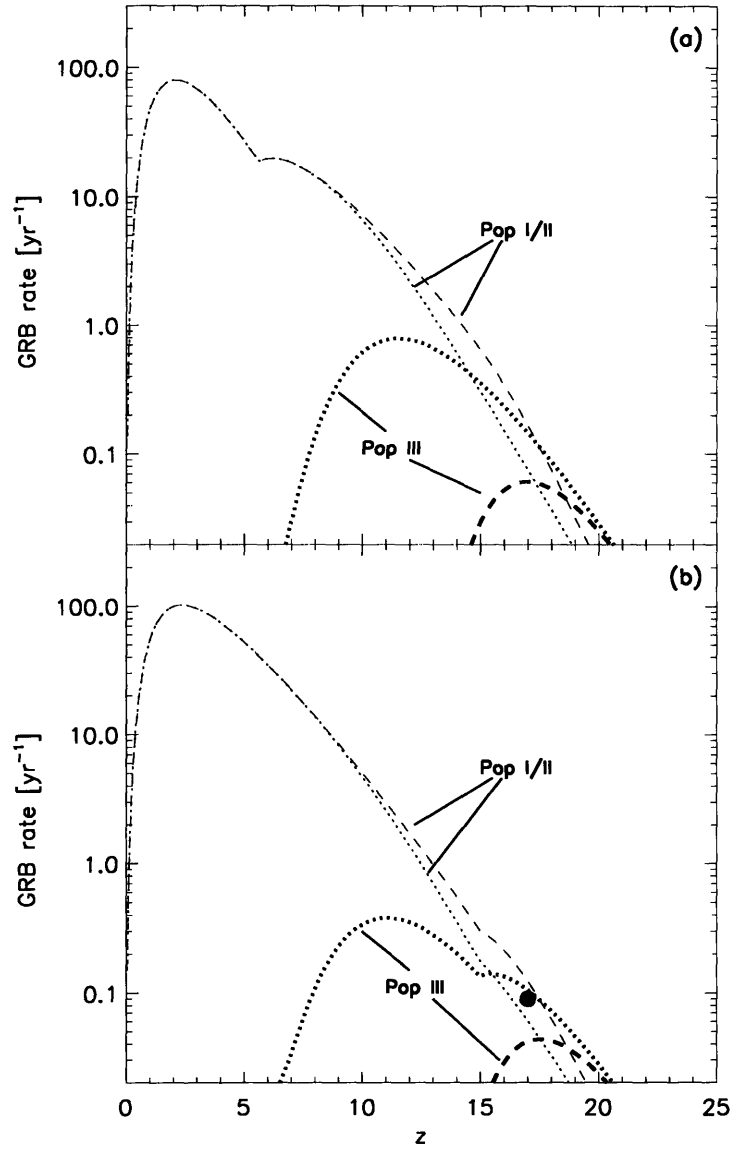 (a)
100.0
10.0
1.0
0.1
GRB rate [yr⁻¹]
Pop I/II
Pop III
(b)
100.0
10.0
1.0
0.1
GRB rate [yr⁻¹]
Pop I/II
Pop III
0 5 10 15 20 25
z